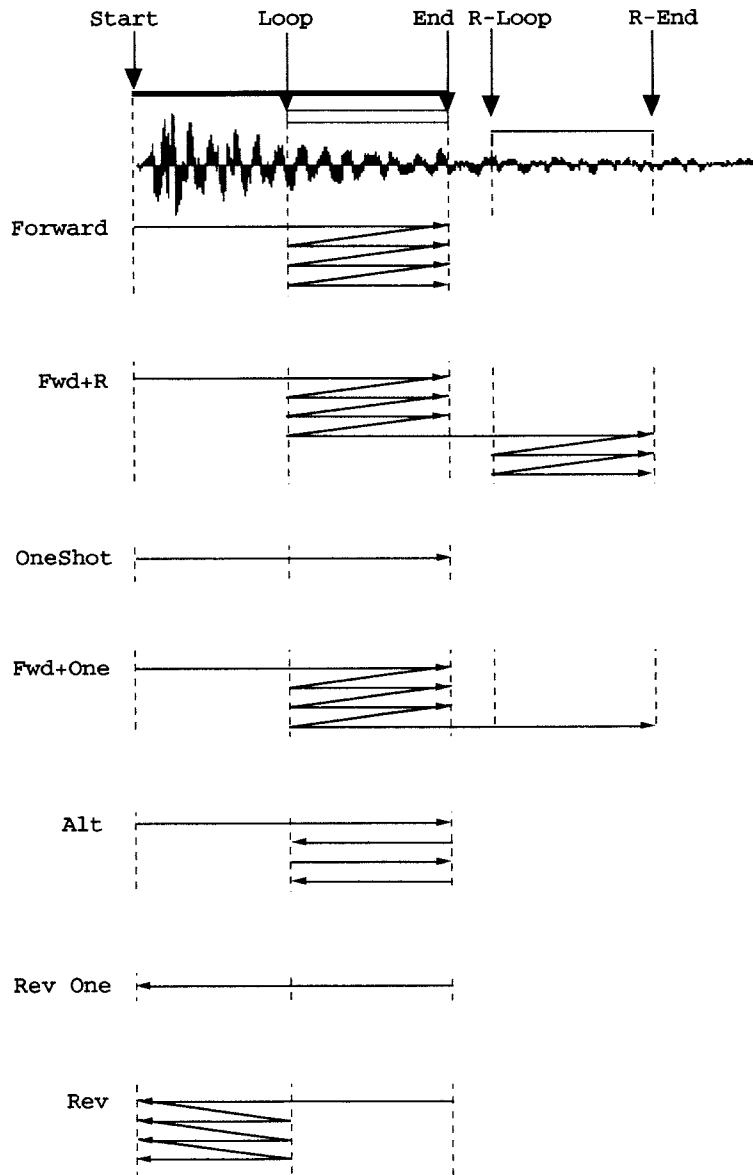 Start Loop End R-Loop R-End
Forward
Fwd+R
OneShot
Fwd+One
Alt
Rev One
Rev